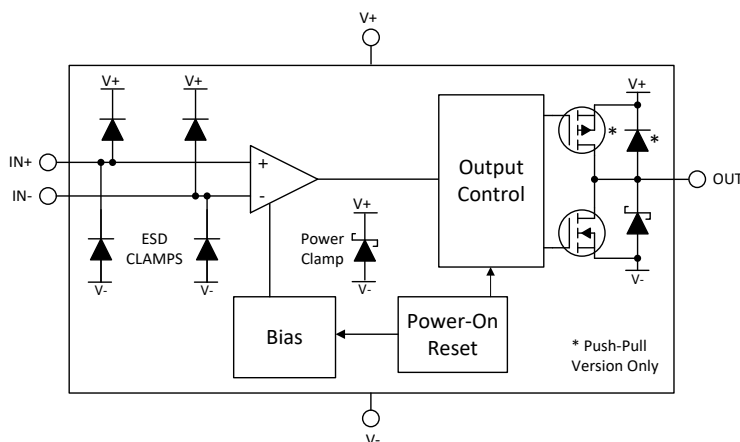 V+
V+
V+
V+
*
*
IN+
IN-
+
-
Output
Control
OUT
ESD
CLAMPS
V+
Power
Clamp
V-
V-
V-
V-
Bias
Power-On
Reset
* Push-Pull
Version Only
V-